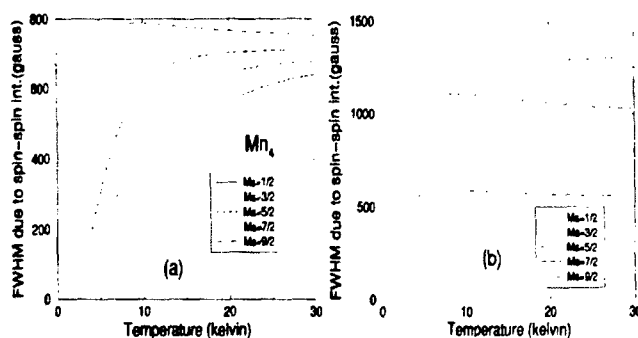 800
600
400
200
0
FWHM due to spin-spin int.(gauss)
Mn4
Ms=1/2
Ms=3/2
Ms=5/2
Ms=7/2
Ms=9/2
(a)
0
10
20
30
Temperature (kelvin)
1500
1000
500
0
FWHM due to spin-spin int.(gauss)
Ms=1/2
Ms=3/2
Ms=5/2
Ms=7/2
Ms=9/2
(b)
0
10
20
30
Temperature (kelvin)